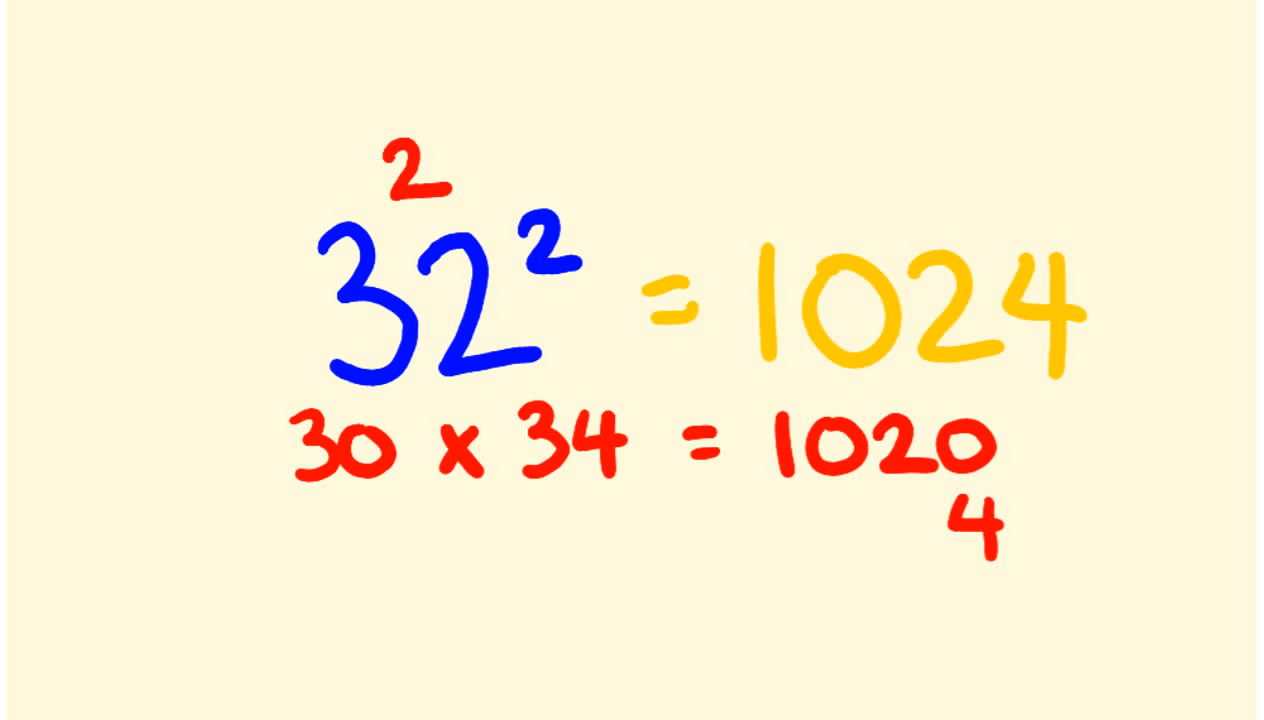 2
32² = 1024
30 x 34 = 1020
4